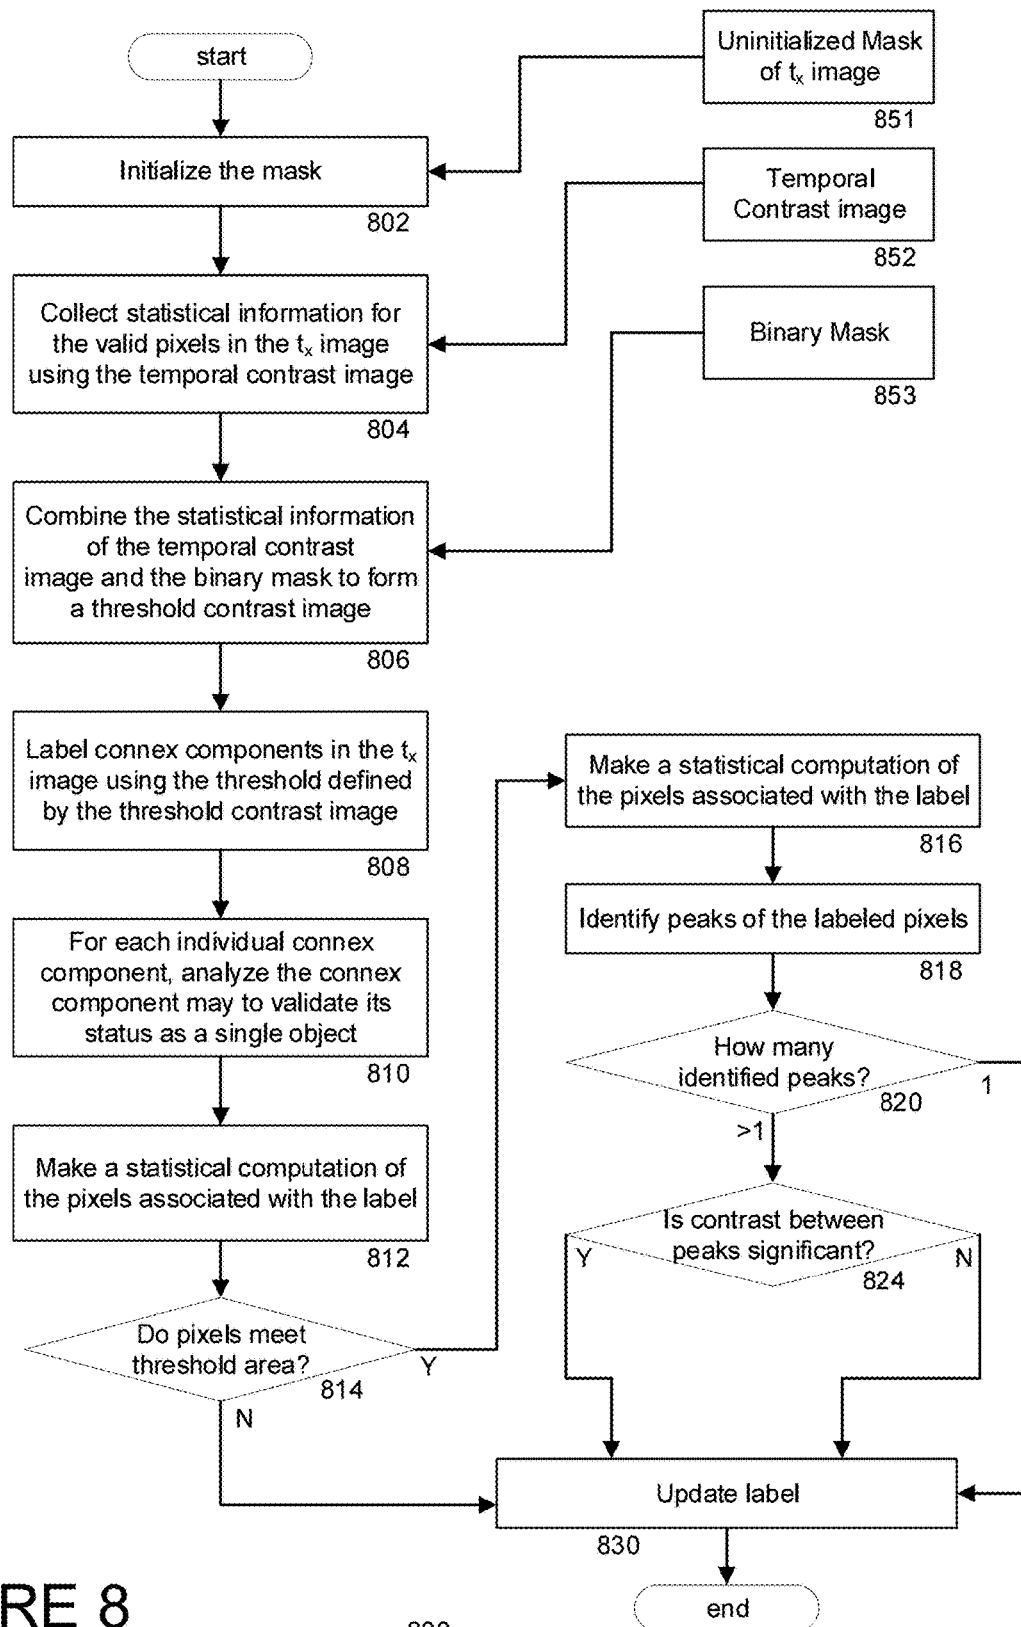 start
Initialize the mask
802
Collect statistical information for
the valid pixels in the tx image
using the temporal contrast image
804
Combine the statistical information
of the temporal contrast
image and the binary mask to form
a threshold contrast image
806
Label connex components in the tx
image using the threshold defined
by the threshold contrast image
808
For each individual connex
component, analyze the connex
component may to validate its
status as a single object
810
Make a statistical computation of
the pixels associated with the label
812
Do pixels meet
threshold area?
814
Y
N
Uninitialized Mask
of tx image
851
Temporal
Contrast image
852
Binary Mask
853
Make a statistical computation of
the pixels associated with the label
816
Identify peaks of the labeled pixels
818
How many
identified peaks?
820
1
>1
Is contrast between
peaks significant?
824
Y
N
Update label
830
end
RE 8